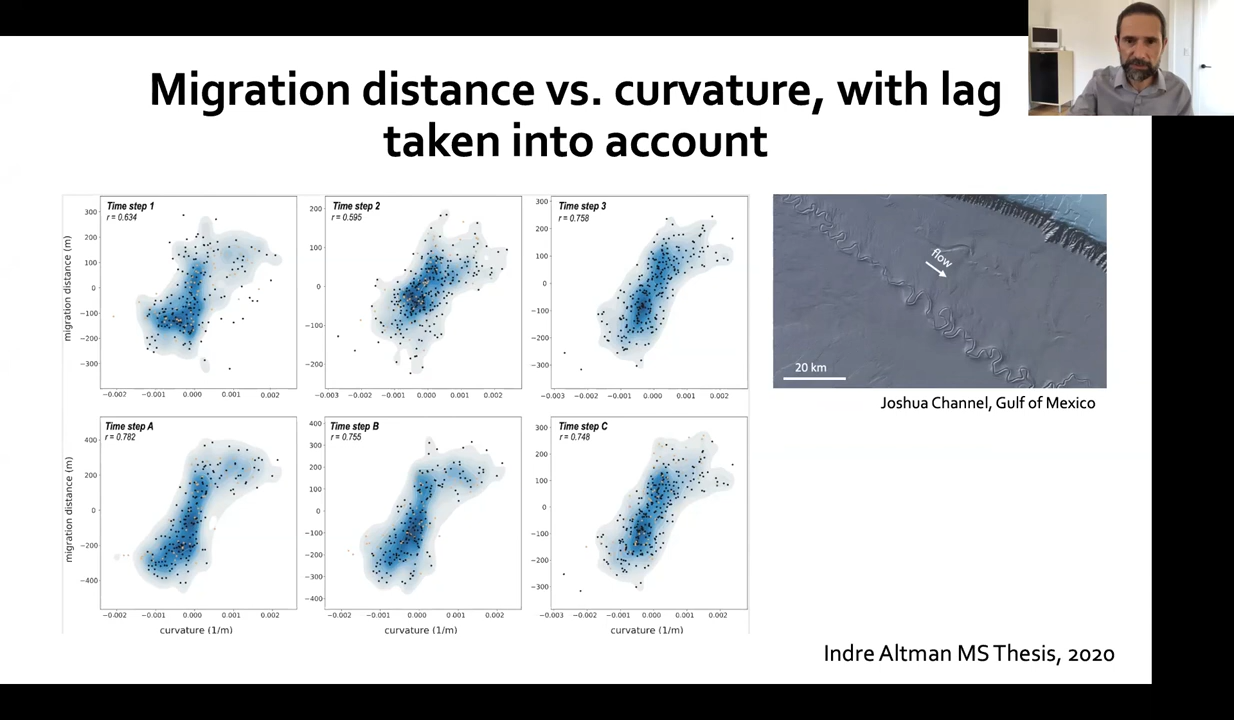 Migration distance vs. curvature, with lag
taken into account
Time step 1
r = 0.634
migration distance (m)
300
200
100
0
−100
−200
−300
−0.002 −0.001 0.000 0.001 0.002
Time step 2
r = 0.595
200
100
0
−100
−200
−0.003 −0.002 −0.001 0.000 0.001 0.002
Time step 3
r = 0.758
300
200
100
0
−100
−200
−300
−0.003 −0.002 −0.001 0.000 0.001 0.002
Time step A
r = 0.782
migration distance (m)
400
200
0
−200
−400
−0.002 −0.001 0.000 0.001 0.002
curvature (1/m)
Time step B
r = 0.755
400
300
200
100
0
−100
−200
−300
−400
−0.002 −0.001 0.000 0.001 0.002
curvature (1/m)
Time step C
r = 0.748
300
200
100
0
−100
−200
−300
−0.003 −0.002 −0.001 0.000 0.001 0.002
curvature (1/m)
flow
20 km
Joshua Channel, Gulf of Mexico
Indre Altman MS Thesis, 2020